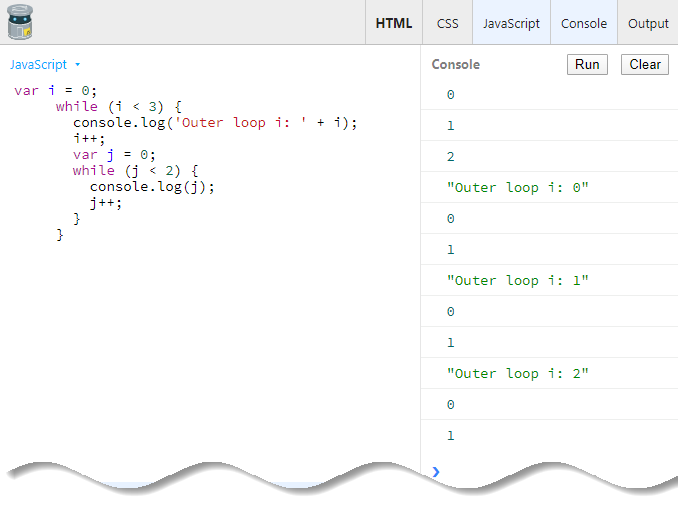 HTML CSS JavaScript Console Output
JavaScript
var i = 0;
while (i < 3) {
console.log('Outer loop i: ' + i);
i++;
var j = 0;
while (j < 2) {
console.log(j);
j++;
}
}
Console Run Clear
0
1
2
"Outer loop i: 0"
0
1
"Outer loop i: 1"
0
1
"Outer loop i: 2"
0
1